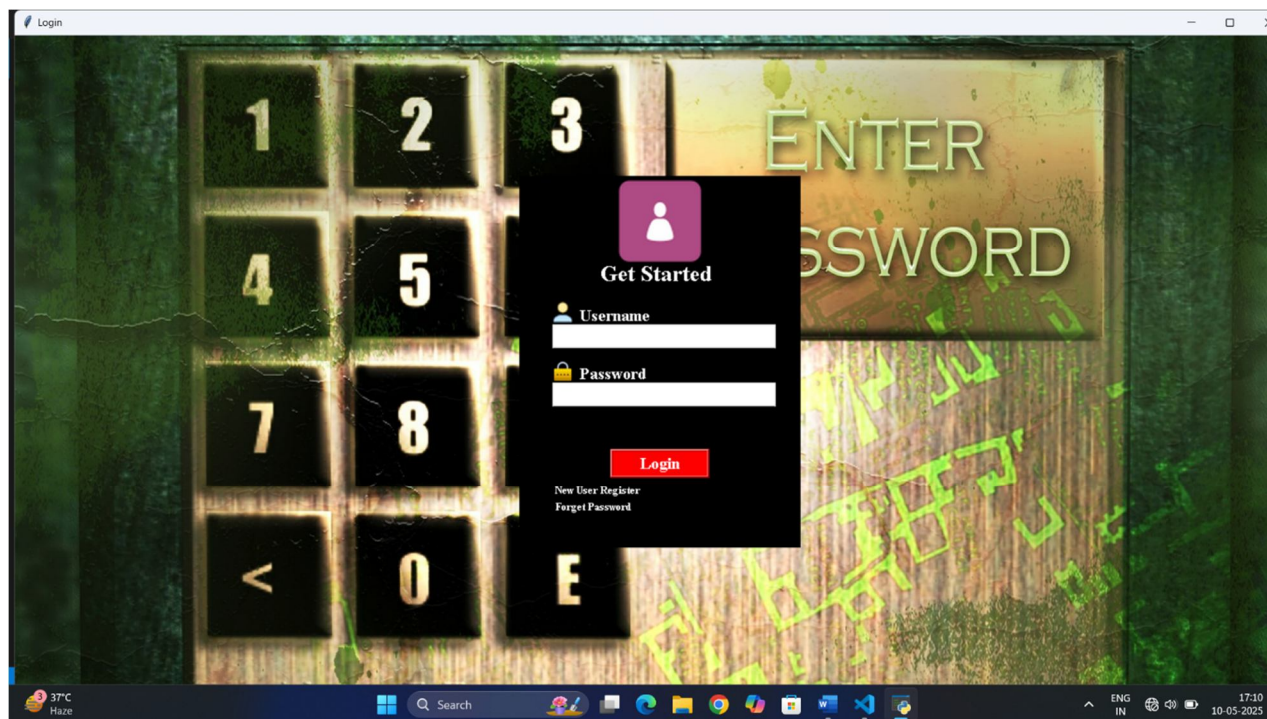 Login
1 2 3
ENTER
SSWORD
4 5
7 8
< 0 E
Get Started
Username
Password
Login
New User Register
Forget Password
3
37°C
Haze
Search
ENG
IN
17:10
10-05-2025